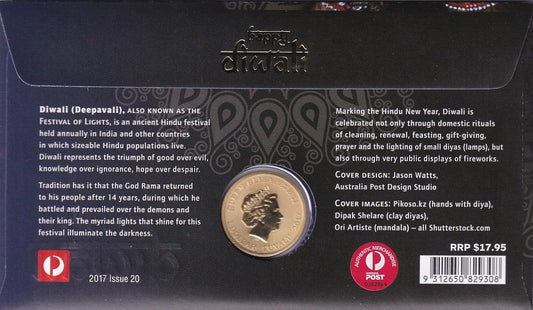 happy
diwali
Diwali (Deepavali), ALSO KNOWN AS THE
FESTIVAL OF LIGHTS, is an ancient Hindu festival
held annually in India and other countries
in which sizeable Hindu populations live.
Diwali represents the triumph of good over evil,
knowledge over ignorance, hope over despair.
Tradition has it that the God Rama returned
to his people after 14 years, during which he
battled and prevailed over the demons and
their king. The myriad lights that shine for this
festival illuminate the darkness.
2017 Issue 20
Marking the Hindu New Year, Diwali is
celebrated not only through domestic rituals
of cleaning, renewal, feasting, gift-giving,
prayer and the lighting of small diyas (lamps), but
also through very public displays of fireworks.
COVER DESIGN: Jason Watts,
Australia Post Design Studio
COVER IMAGES: Pikoso.kz (hands with diya),
Dipak Shelare (clay diyas),
Ori Artiste (mandala) – all Shutterstock.com
AUTHENTIC MERCHANDISE
POST
RRP $17.95
9 312650 829308